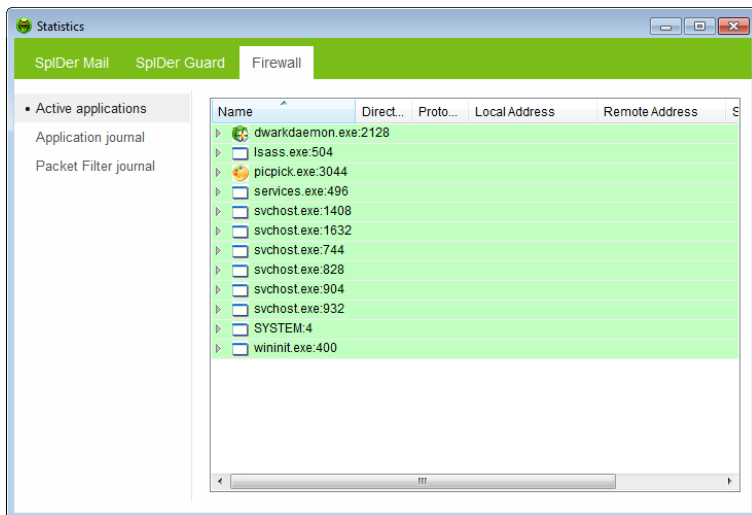 Statistics
SpIDer Mail SpIDer Guard Firewall
Active applications
Application journal
Packet Filter journal
Name Direct... Proto... Local Address Remote Address S
dwarkdaemon.exe:2128
lsass.exe:504
picpick.exe:3044
services.exe:496
svchost.exe:1408
svchost.exe:1632
svchost.exe:744
svchost.exe:828
svchost.exe:904
svchost.exe:932
SYSTEM:4
wininit.exe:400